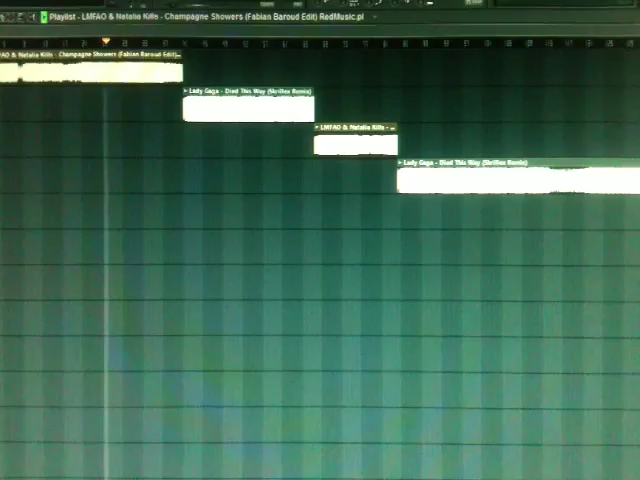 Playlist - LMFAO & Natalia Kills - Champagne Showers (Fabian Baroud Edit) RedMusic.pl
AO & Natalia Kills - Champagne Showers (Fabian Baroud Edit)...
Lady Gaga - Died This Way (Skrillex Remix)
LMFAO & Natalia Kills - ...
Lady Gaga - Died This Way (Skrillex Remix)